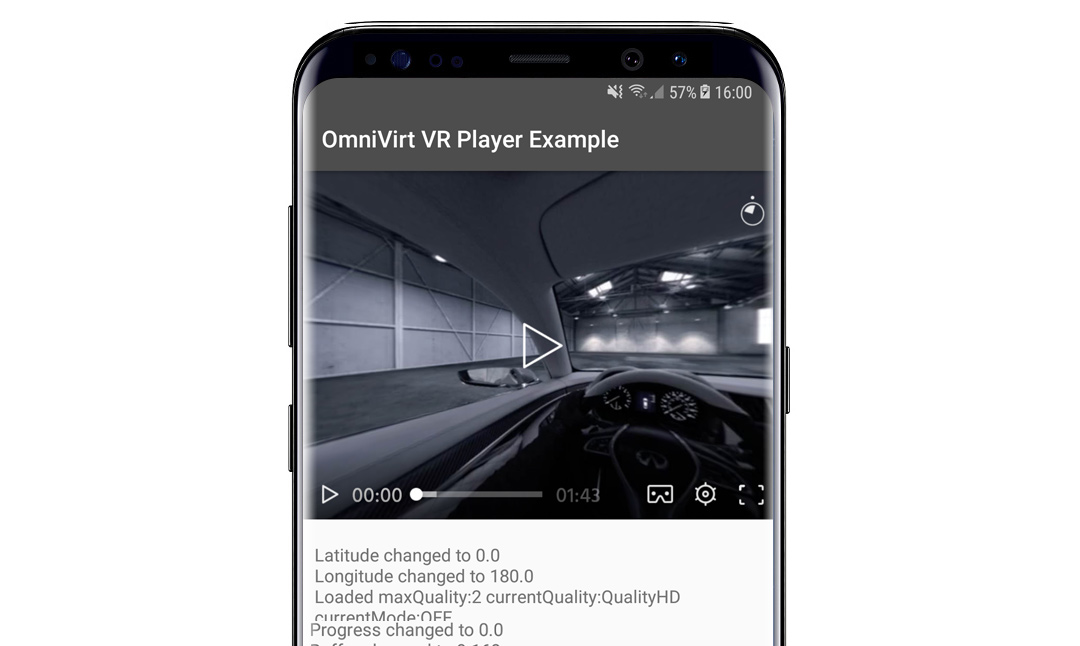 57% 16:00
OmniVirt VR Player Example
00:00 01:43
Latitude changed to 0.0
Longitude changed to 180.0
Loaded maxQuality:2 currentQuality:QualityHD
currentMode:OFF
Progress changed to 0.0